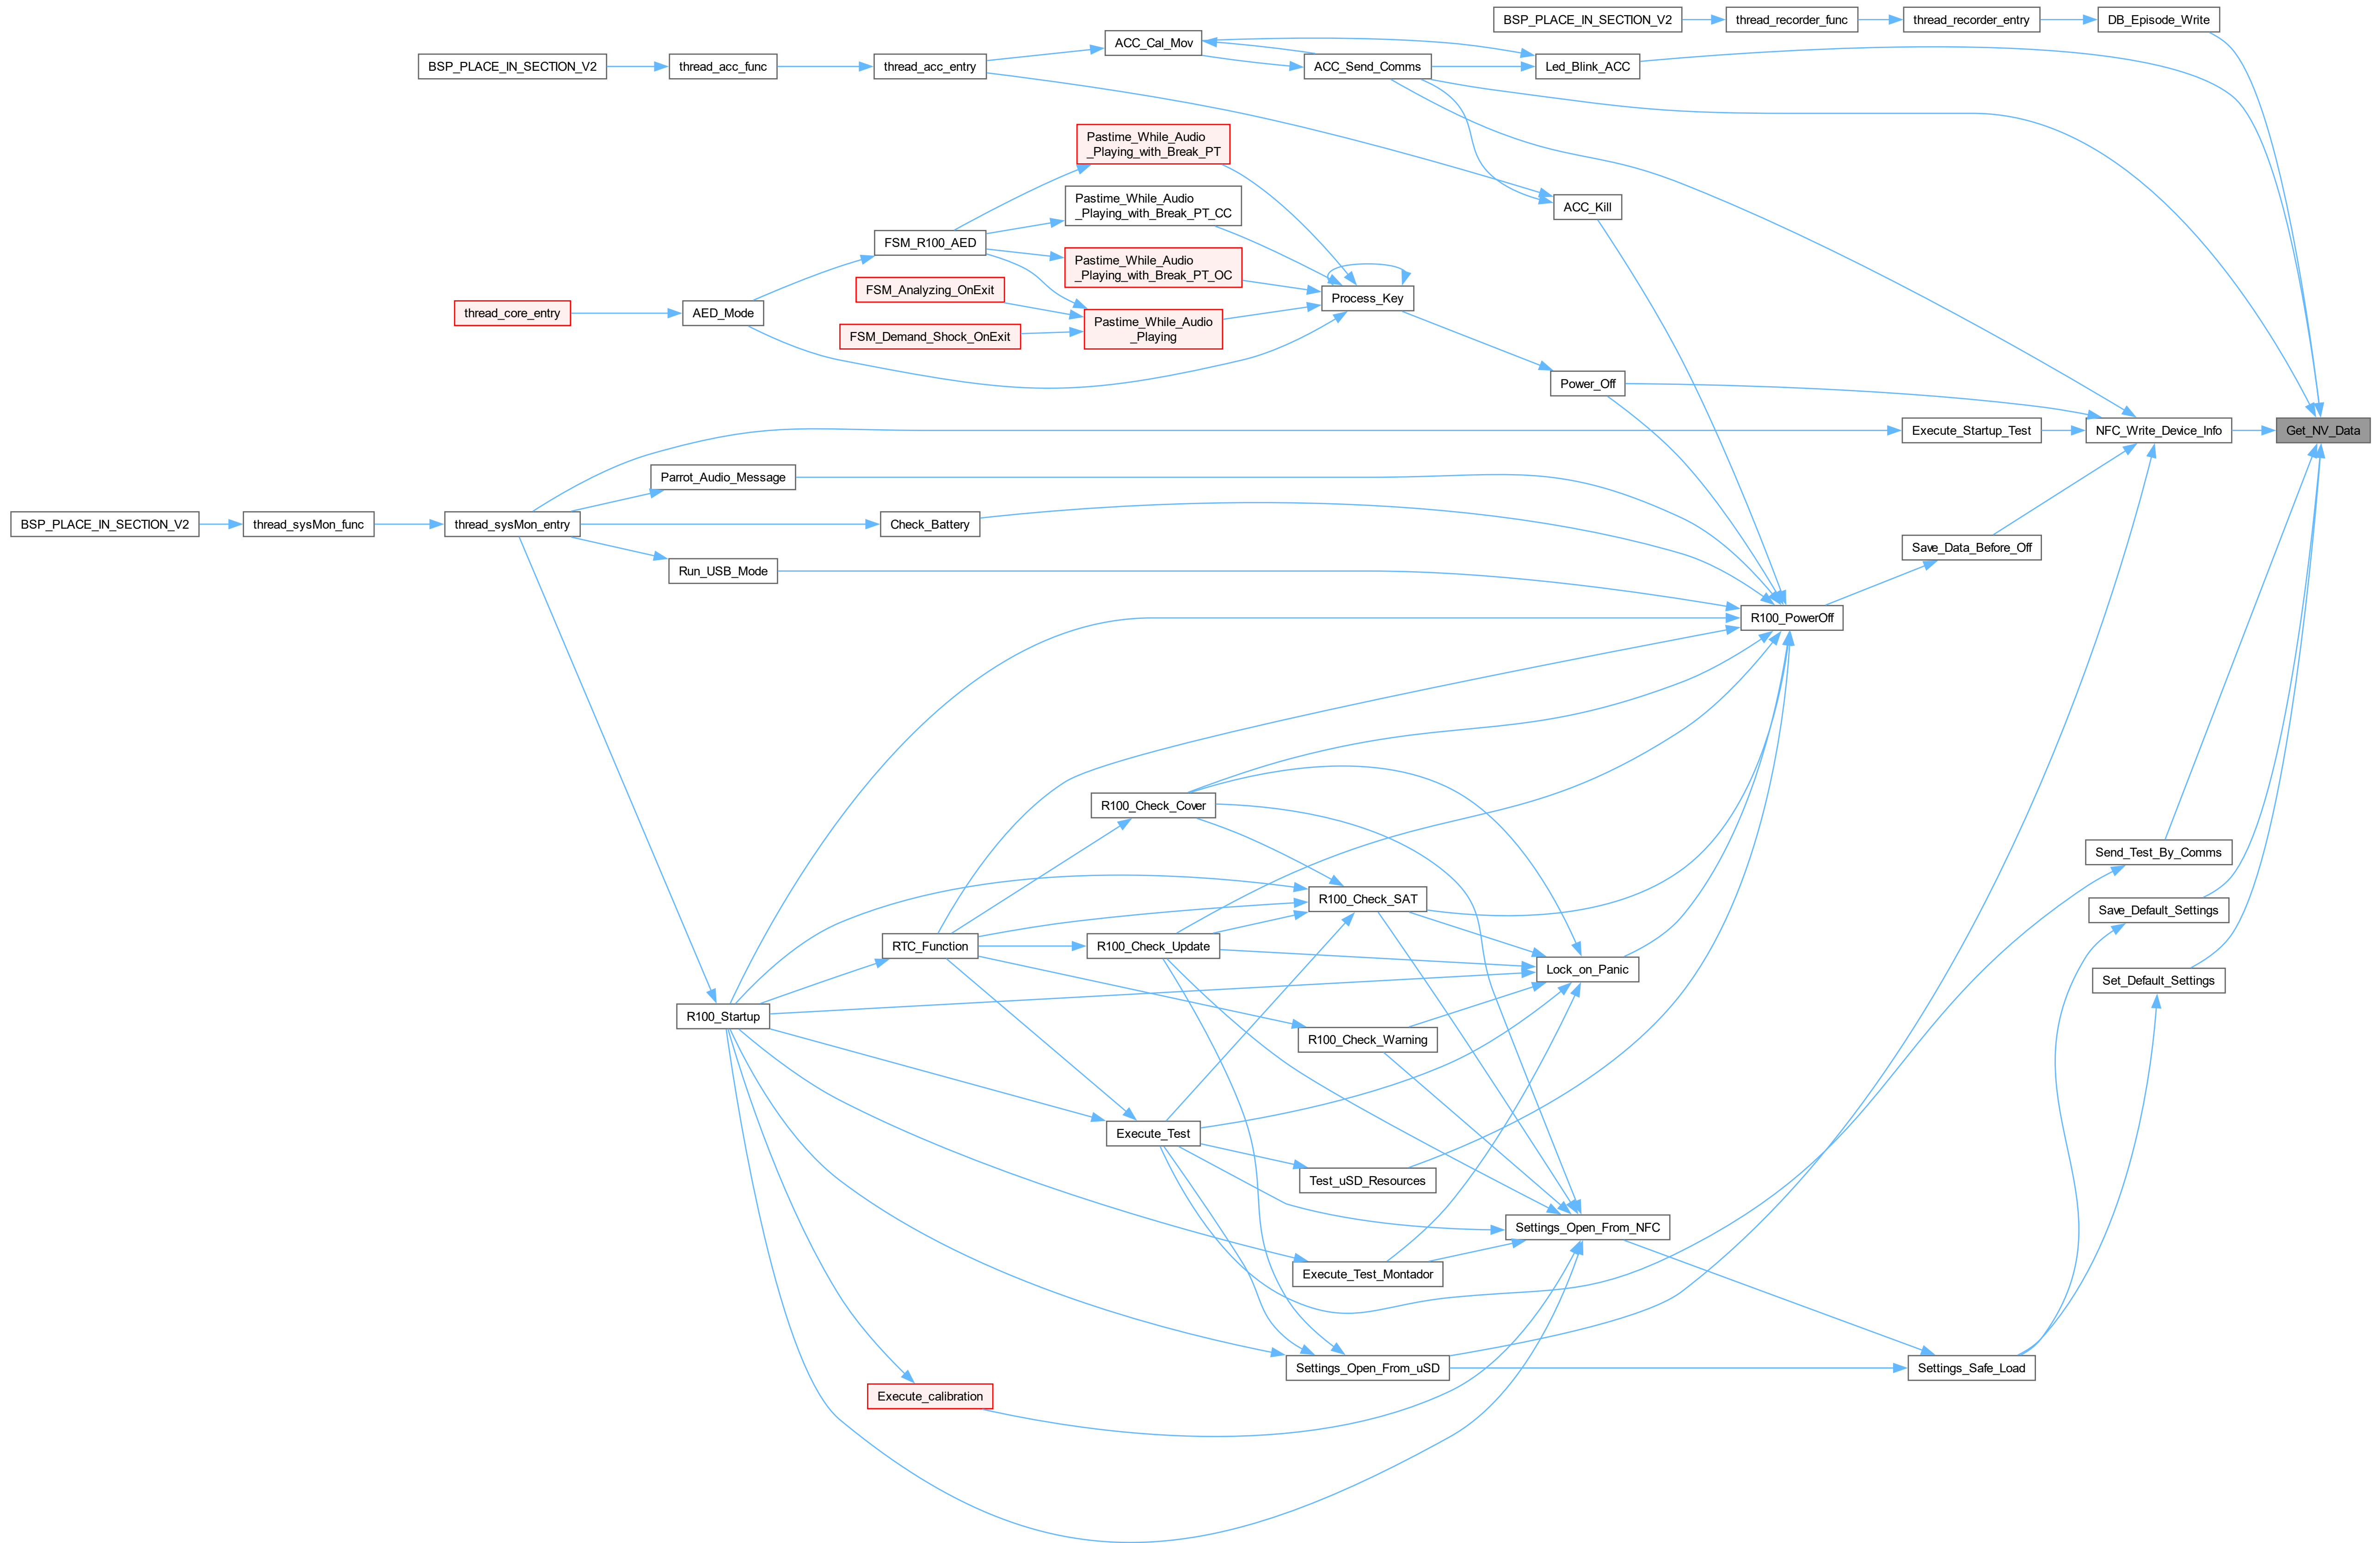 BSP_PLACE_IN_SECTION_V2
thread_recorder_func
thread_recorder_entry
DB_Episode_Write
ACC_Cal_Mov
BSP_PLACE_IN_SECTION_V2
thread_acc_func
thread_acc_entry
ACC_Send_Comms
Led_Blink_ACC
Pastime_While_Audio
_Playing_with_Break_PT
Pastime_While_Audio
_Playing_with_Break_PT_CC
ACC_Kill
FSM_R100_AED
Pastime_While_Audio
_Playing_with_Break_PT_OC
FSM_Analyzing_OnExit
Process_Key
thread_core_entry
AED_Mode
Pastime_While_Audio
_Playing
FSM_Demand_Shock_OnExit
Power_Off
Execute_Startup_Test
NFC_Write_Device_Info
Get_NV_Data
Parrot_Audio_Message
BSP_PLACE_IN_SECTION_V2
thread_sysMon_func
thread_sysMon_entry
Check_Battery
Save_Data_Before_Off
Run_USB_Mode
R100_PowerOff
R100_Check_Cover
Send_Test_By_Comms
R100_Check_SAT
Save_Default_Settings
RTC_Function
R100_Check_Update
Lock_on_Panic
Set_Default_Settings
R100_Startup
R100_Check_Warning
Execute_Test
Test_uSD_Resources
Settings_Open_From_NFC
Execute_Test_Montador
Settings_Open_From_uSD
Settings_Safe_Load
Execute_calibration